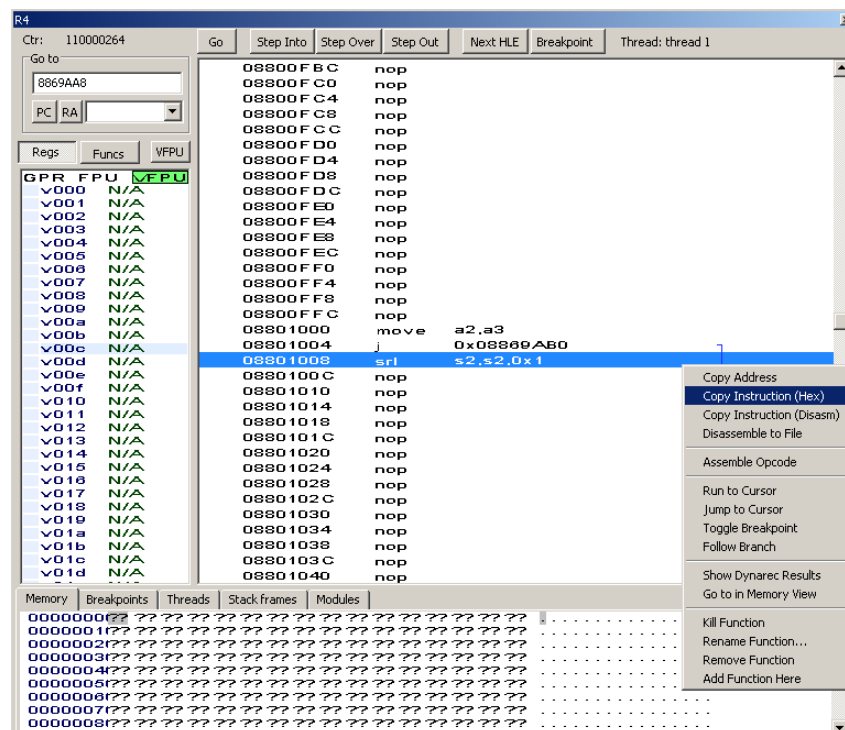 R4
Ctr: 110000264
Go Step Into Step Over Step Out Next HLE Breakpoint Thread: thread 1
Go to
8869AA8
PC RA
Regs Funcs VFPU
GPR FPU VFPU
v000 N/A
v001 N/A
v002 N/A
v003 N/A
v004 N/A
v005 N/A
v006 N/A
v007 N/A
v008 N/A
v009 N/A
v00a N/A
v00b N/A
v00c N/A
v00d N/A
v00e N/A
v00f N/A
v010 N/A
v011 N/A
v012 N/A
v013 N/A
v014 N/A
v015 N/A
v016 N/A
v017 N/A
v018 N/A
v019 N/A
v01a N/A
v01b N/A
v01c N/A
v01d N/A
08800FBC nop
08800FC0 nop
08800FC4 nop
08800FC8 nop
08800FCC nop
08800FD0 nop
08800FD4 nop
08800FD8 nop
08800FDC nop
08800FE0 nop
08800FE4 nop
08800FE8 nop
08800FEC nop
08800FF0 nop
08800FF4 nop
08800FF8 nop
08800FFC nop
08801000 move a2,a3
08801004 j 0x08869AB0
08801008 srl s2,s2,0x1
0880100C nop
08801010 nop
08801014 nop
08801018 nop
0880101C nop
08801020 nop
08801024 nop
08801028 nop
0880102C nop
08801030 nop
08801034 nop
08801038 nop
0880103C nop
08801040 nop
Copy Address
Copy Instruction (Hex)
Copy Instruction (Disasm)
Disassemble to File
Assemble Opcode
Run to Cursor
Jump to Cursor
Toggle Breakpoint
Follow Branch
Show Dynarec Results
Go to in Memory View
Kill Function
Rename Function...
Remove Function
Add Function Here
Memory Breakpoints Threads Stack frames Modules
0000000 ?? ?? ?? ?? ?? ?? ?? ?? ?? ?? ?? ?? ?? ?? ?? ?? . . . . . . . . . . . . . . . .
0000001 ?? ?? ?? ?? ?? ?? ?? ?? ?? ?? ?? ?? ?? ?? ?? ?? . . . . . . . . . . . . . . . .
0000002 ?? ?? ?? ?? ?? ?? ?? ?? ?? ?? ?? ?? ?? ?? ?? ?? . . . . . . . . . . . . . . . .
0000003 ?? ?? ?? ?? ?? ?? ?? ?? ?? ?? ?? ?? ?? ?? ?? ?? . . . . . . . . . . . . . . . .
0000004 ?? ?? ?? ?? ?? ?? ?? ?? ?? ?? ?? ?? ?? ?? ?? ?? . . . . . . . . . . . . . . . .
0000005 ?? ?? ?? ?? ?? ?? ?? ?? ?? ?? ?? ?? ?? ?? ?? ?? . . . . . . . . . . . . . . . .
0000006 ?? ?? ?? ?? ?? ?? ?? ?? ?? ?? ?? ?? ?? ?? ?? ?? . . . . . . . . . . . . . . . .
0000007 ?? ?? ?? ?? ?? ?? ?? ?? ?? ?? ?? ?? ?? ?? ?? ?? . . . . . . . . . . . . . . . .
0000008 ?? ?? ?? ?? ?? ?? ?? ?? ?? ?? ?? ?? ?? ?? ?? ?? . . . . . . . . . . . . . . . .